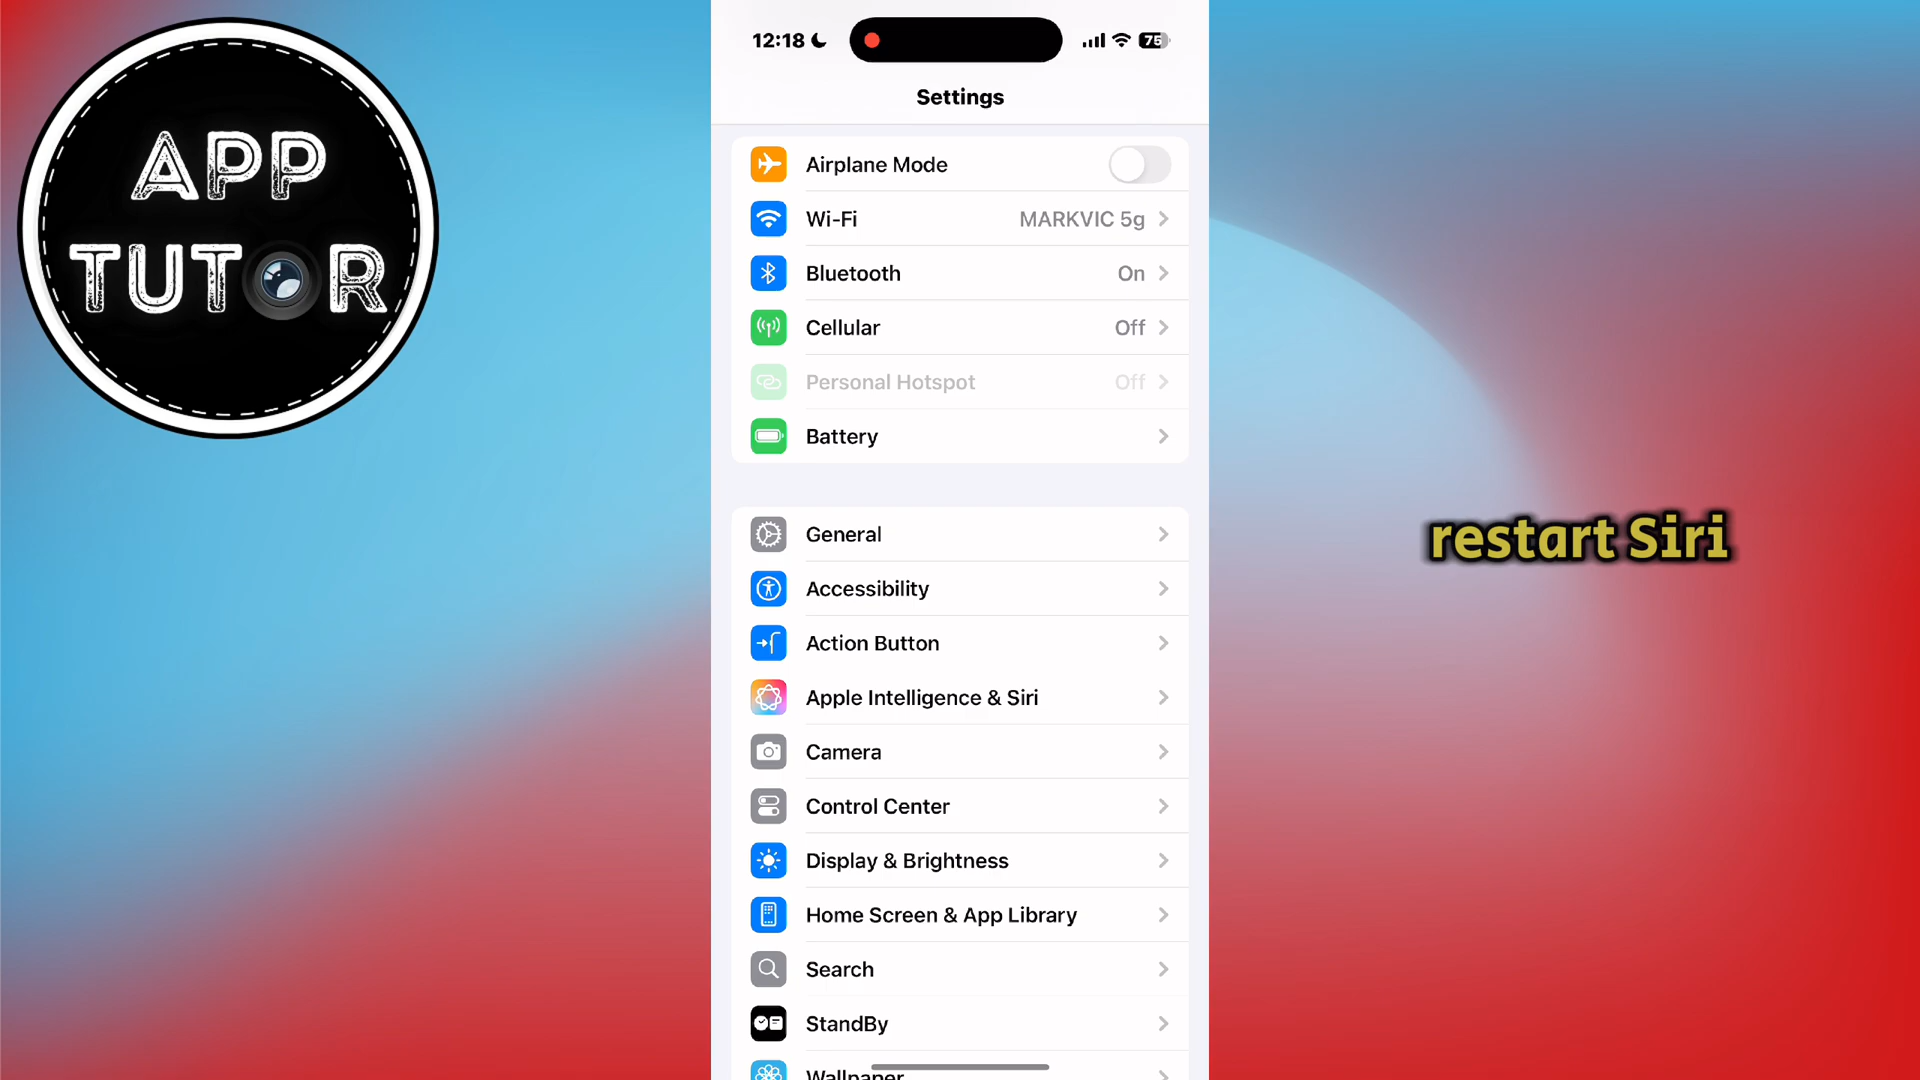 APP
TUTOR
12:18
75
Settings
Airplane Mode
Wi-Fi MARKVIC 5g
Bluetooth On
Cellular Off
Personal Hotspot Off
Battery
General
Accessibility
Action Button
Apple Intelligence & Siri
Camera
Control Center
Display & Brightness
Home Screen & App Library
Search
StandBy
Wallpaper
restart Siri